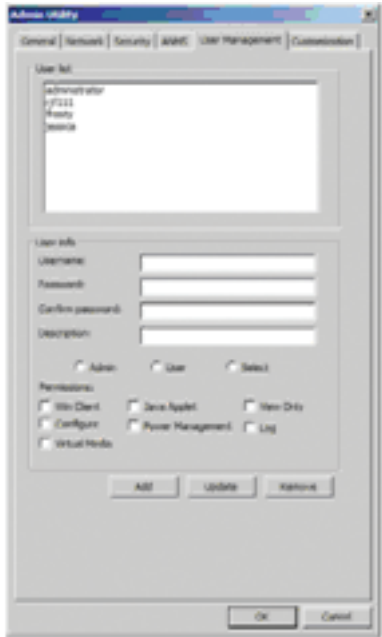 Admin Utility
General Network Security ANMS User Management Customization
User list
administrator
frosty
jessica
User info
Username:
Password:
Confirm password:
Description:
Admin User Select
Permissions:
Win Client Java Applet View Only
Configure Power Management Log
Virtual Media
Add Update Remove
OK Cancel